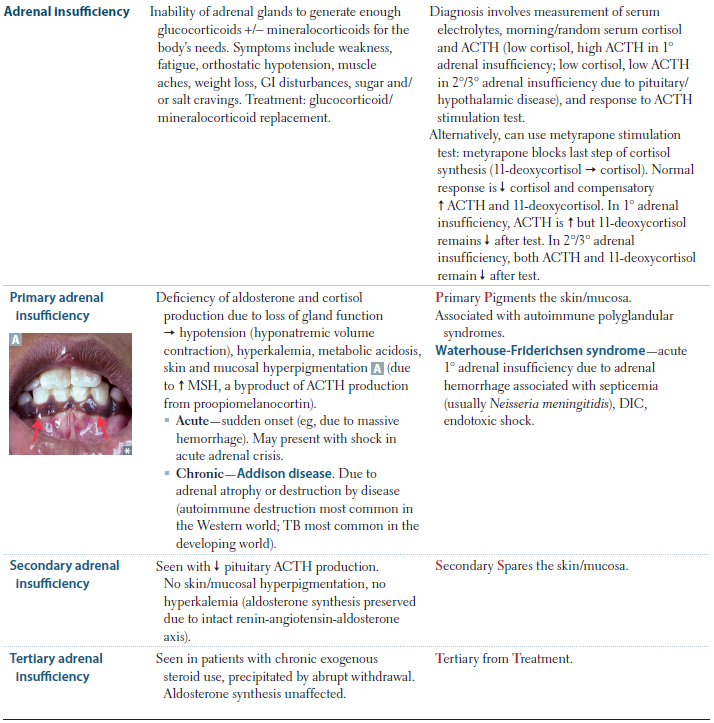 Adrenal insufficiency
Inability of adrenal glands to generate enough
glucocorticoids +/− mineralocorticoids for the
body's needs. Symptoms include weakness,
fatigue, orthostatic hypotension, muscle
aches, weight loss, GI disturbances, sugar and/
or salt cravings. Treatment: glucocorticoid/
mineralocorticoid replacement.
Diagnosis involves measurement of serum
electrolytes, morning/random serum cortisol
and ACTH (low cortisol, high ACTH in 1°
adrenal insufficiency; low cortisol, low ACTH
in 2°/3° adrenal insufficiency due to pituitary/
hypothalamic disease), and response to ACTH
stimulation test.
Alternatively, can use metyrapone stimulation
test: metyrapone blocks last step of cortisol
synthesis (11-deoxycortisol → cortisol). Normal
response is ↓ cortisol and compensatory
↑ ACTH and 11-deoxycortisol. In 1° adrenal
insufficiency, ACTH is ↑ but 11-deoxycortisol
remains ↓ after test. In 2°/3° adrenal
insufficiency, both ACTH and 11-deoxycortisol
remain ↓ after test.
Primary adrenal
insufficiency
A
*
Deficiency of aldosterone and cortisol
production due to loss of gland function
→ hypotension (hyponatremic volume
contraction), hyperkalemia, metabolic acidosis,
skin and mucosal hyperpigmentation A (due
to ↑ MSH, a byproduct of ACTH production
from proopiomelanocortin).
▪ Acute—sudden onset (eg, due to massive
hemorrhage). May present with shock in
acute adrenal crisis.
▪ Chronic—Addison disease. Due to
adrenal atrophy or destruction by disease
(autoimmune destruction most common in
the Western world; TB most common in the
developing world).
Primary Pigments the skin/mucosa.
Associated with autoimmune polyglandular
syndromes.
Waterhouse-Friderichsen syndrome—acute
1° adrenal insufficiency due to adrenal
hemorrhage associated with septicemia
(usually Neisseria meningitidis), DIC,
endotoxic shock.
Secondary adrenal
insufficiency
Seen with ↓ pituitary ACTH production.
No skin/mucosal hyperpigmentation, no
hyperkalemia (aldosterone synthesis preserved
due to intact renin-angiotensin-aldosterone
axis).
Secondary Spares the skin/mucosa.
Tertiary adrenal
insufficiency
Seen in patients with chronic exogenous
steroid use, precipitated by abrupt withdrawal.
Aldosterone synthesis unaffected.
Tertiary from Treatment.